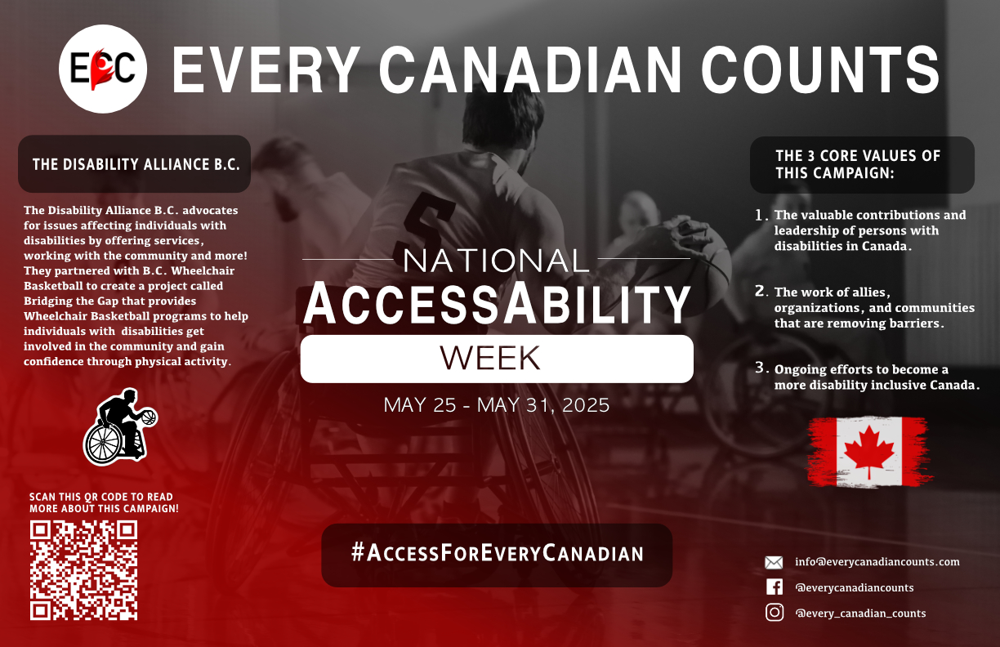 ECC
EVERY CANADIAN COUNTS
THE DISABILITY ALLIANCE B.C.
The Disability Alliance B.C. advocates
for issues affecting individuals with
disabilities by offering services,
working with the community and more!
They partnered with B.C. Wheelchair
Basketball to create a project called
Bridging the Gap that provides
Wheelchair Basketball programs to help
individuals with disabilities get
involved in the community and gain
confidence through physical activity.
SCAN THIS QR CODE TO READ
MORE ABOUT THIS CAMPAIGN!
5
NATIONAL
ACCESSABILITY
WEEK
MAY 25 - MAY 31, 2025
#ACCESSFOREVERYCANADIAN
THE 3 CORE VALUES OF
THIS CAMPAIGN:
1. The valuable contributions and
leadership of persons with
disabilities in Canada.
2. The work of allies,
organizations, and communities
that are removing barriers.
3. Ongoing efforts to become a
more disability inclusive Canada.
info@everycanadiancounts.com
@everycanadiancounts
@every_canadian_counts